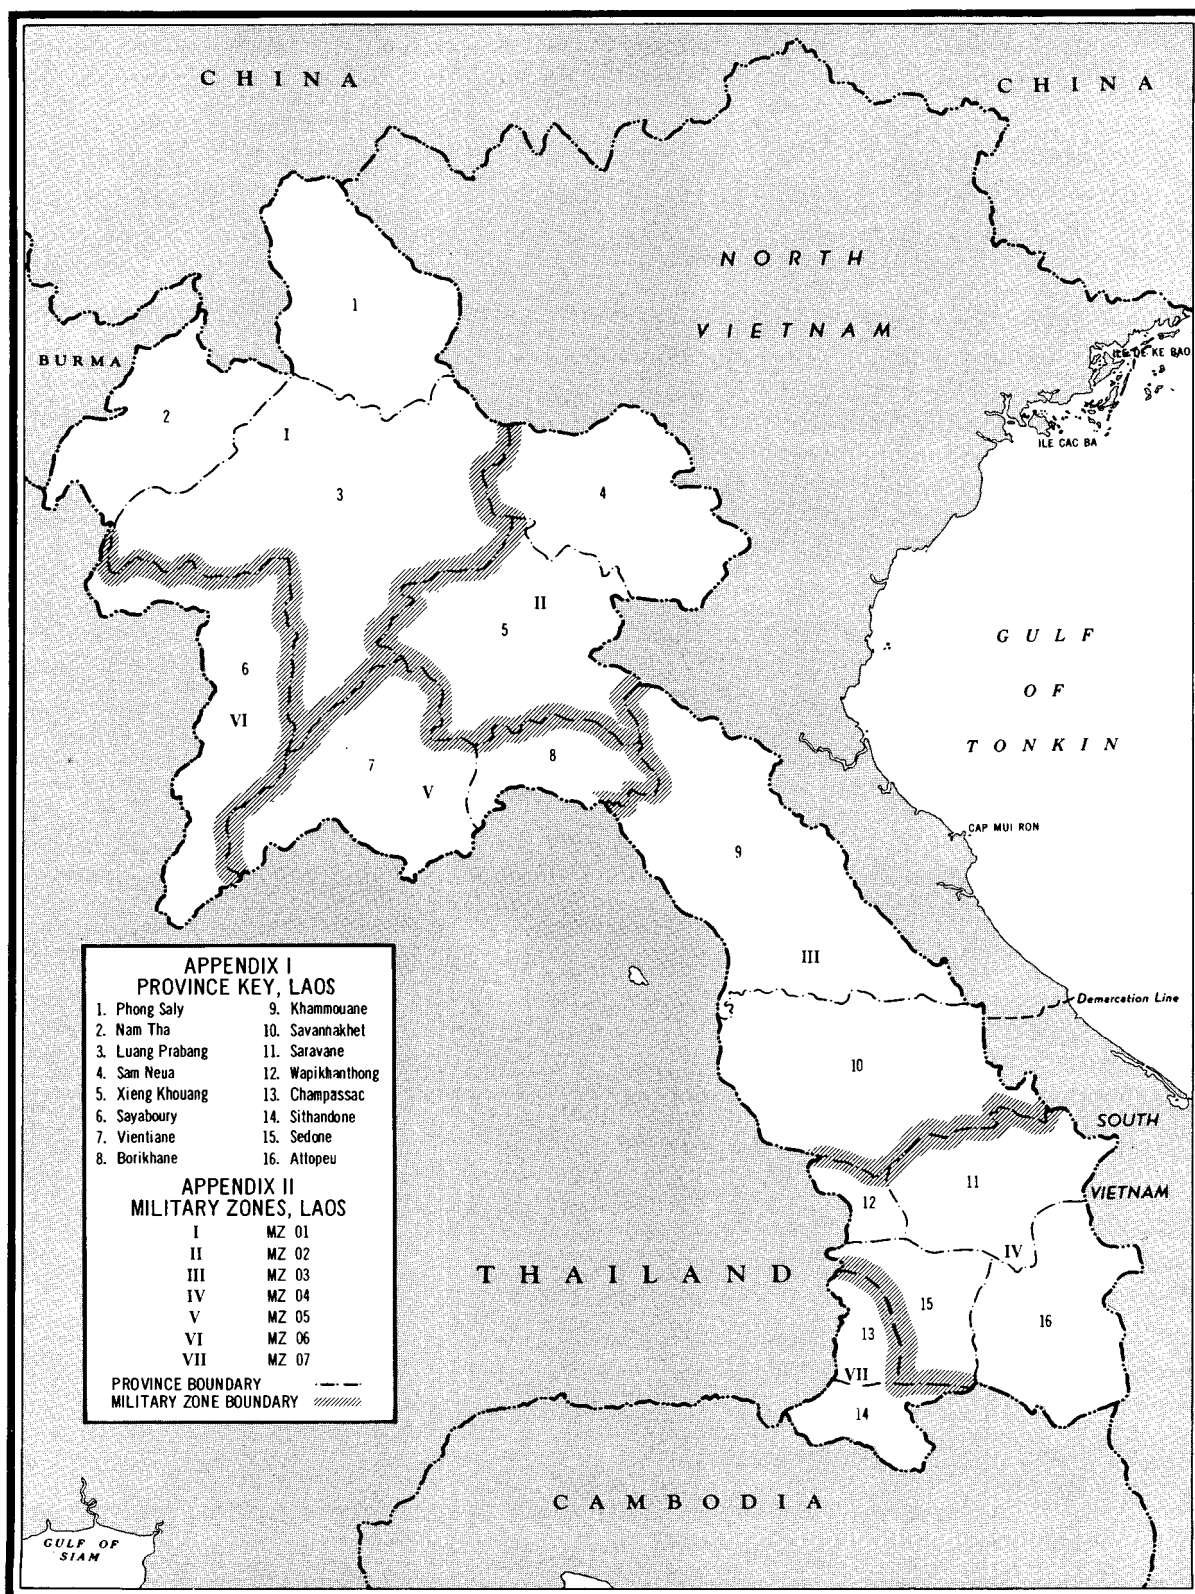 CHINA
CHINA
NORTH
VIETNAM
1
BURMA
ILE DE KE BAO
2
I
ILE CAC BA
3
4
II
5
GULF
OF
TONKIN
6
VI
7
V
8
CAP MUI RON
9
III
Demarcation Line
10
SOUTH
VIETNAM
11
12
IV
THAILAND
15
13
16
VII
14
CAMBODIA
GULF OF
SIAM
APPENDIX I
PROVINCE KEY, LAOS
1. Phong Saly 9. Khammouane
2. Nam Tha 10. Savannakhet
3. Luang Prabang 11. Saravane
4. Sam Neua 12. Wapikhanthong
5. Xieng Khouang 13. Champassac
6. Sayaboury 14. Sithandone
7. Vientiane 15. Sedone
8. Borikhane 16. Attopeu
APPENDIX II
MILITARY ZONES, LAOS
I MZ 01
II MZ 02
III MZ 03
IV MZ 04
V MZ 05
VI MZ 06
VII MZ 07
PROVINCE BOUNDARY
MILITARY ZONE BOUNDARY